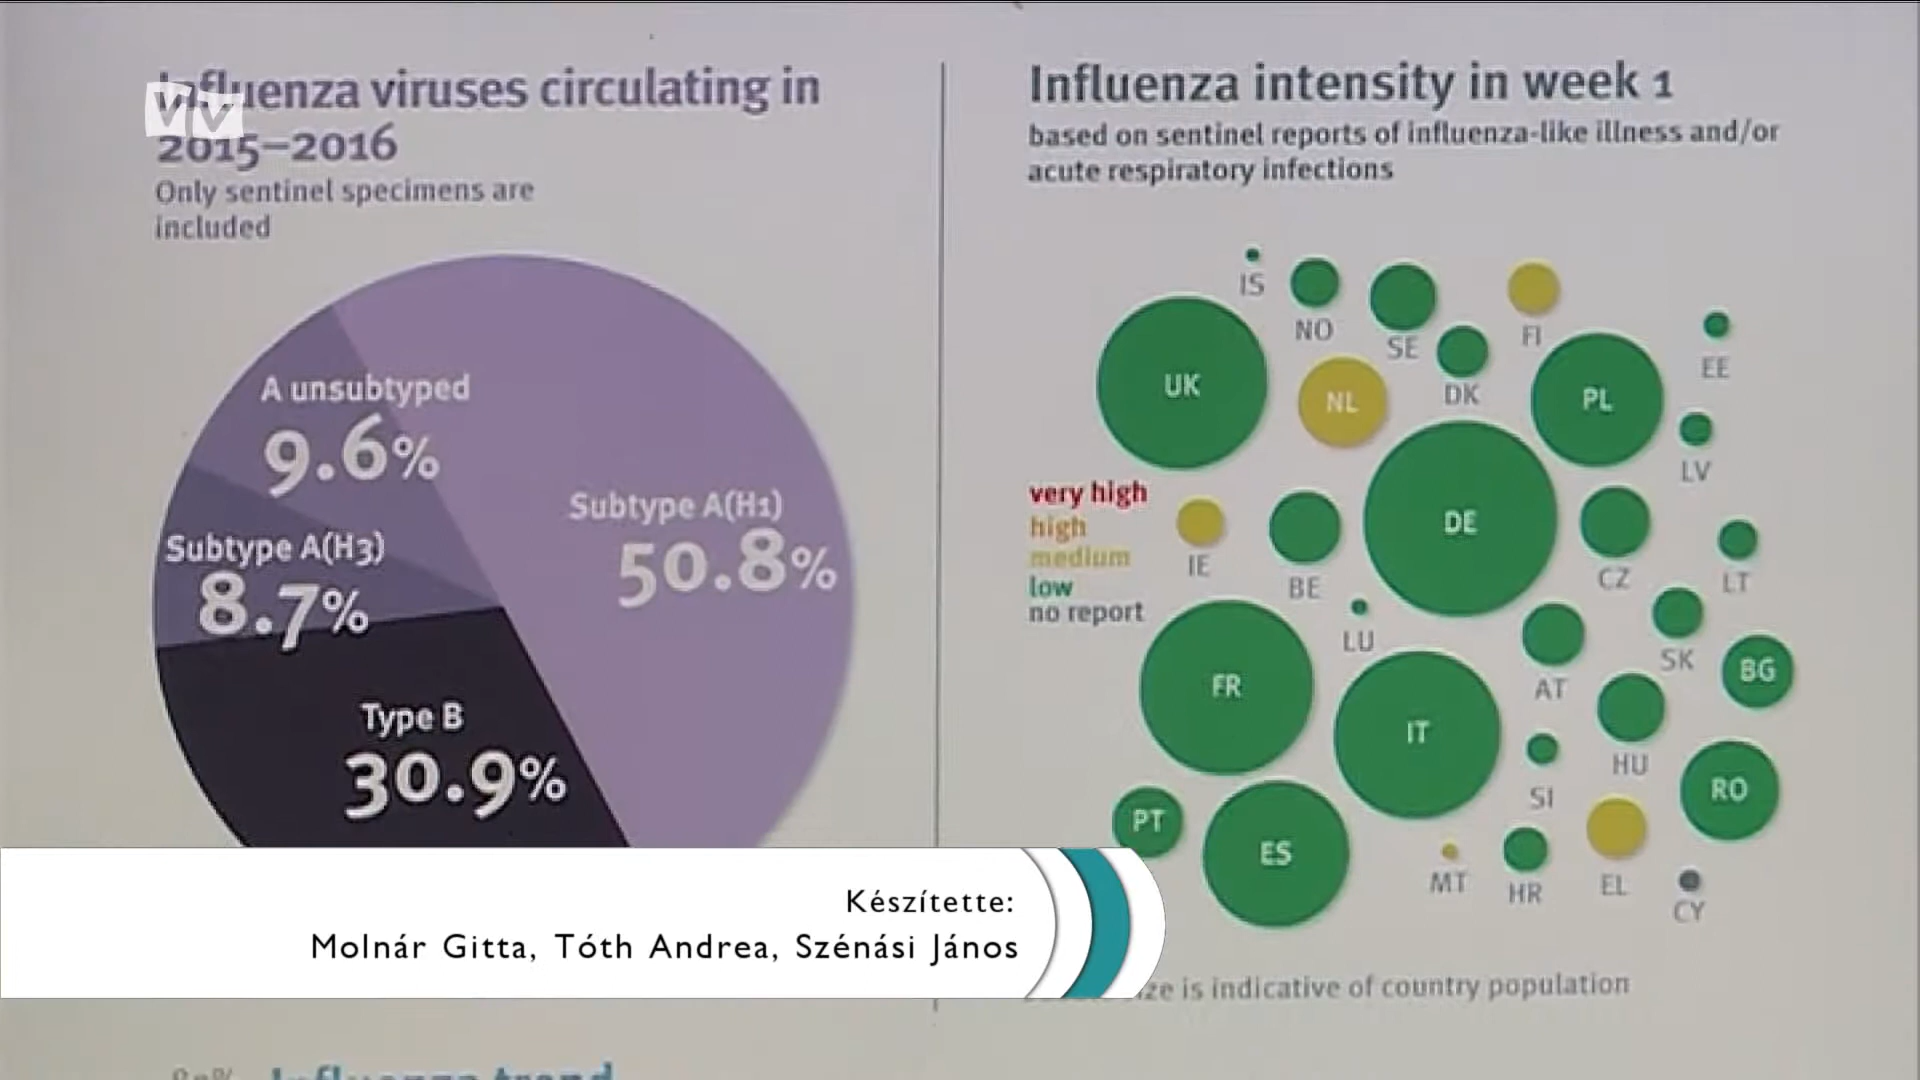 VV
Influenza viruses circulating in
2015–2016
Only sentinel specimens are
included
A unsubtyped
9.6%
Subtype A(H1)
50.8%
Subtype A(H3)
8.7%
Type B
30.9%
Influenza intensity in week 1
based on sentinel reports of influenza-like illness and/or
acute respiratory infections
IS
NO
SE
FI
EE
UK
NL
DK
PL
LV
very high
high
medium
low
no report
IE
BE
DE
CZ
LT
LU
FR
IT
AT
SK
BG
HU
SI
RO
PT
ES
MT
HR
EL
CY
is indicative of country population
Készítette:
Molnár Gitta, Tóth Andrea, Szénási János
Influenza trend